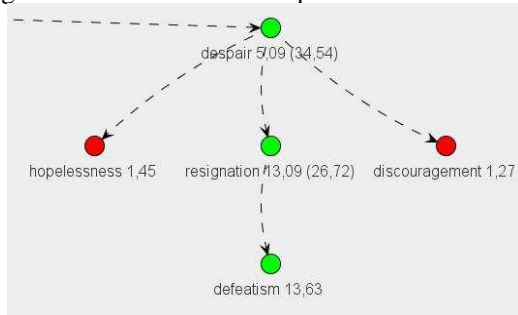 despair 5,09 (34,54)
hopelessness 1,45
resignation 13,09 (26,72)
discouragement 1,27
defeatism 13,63